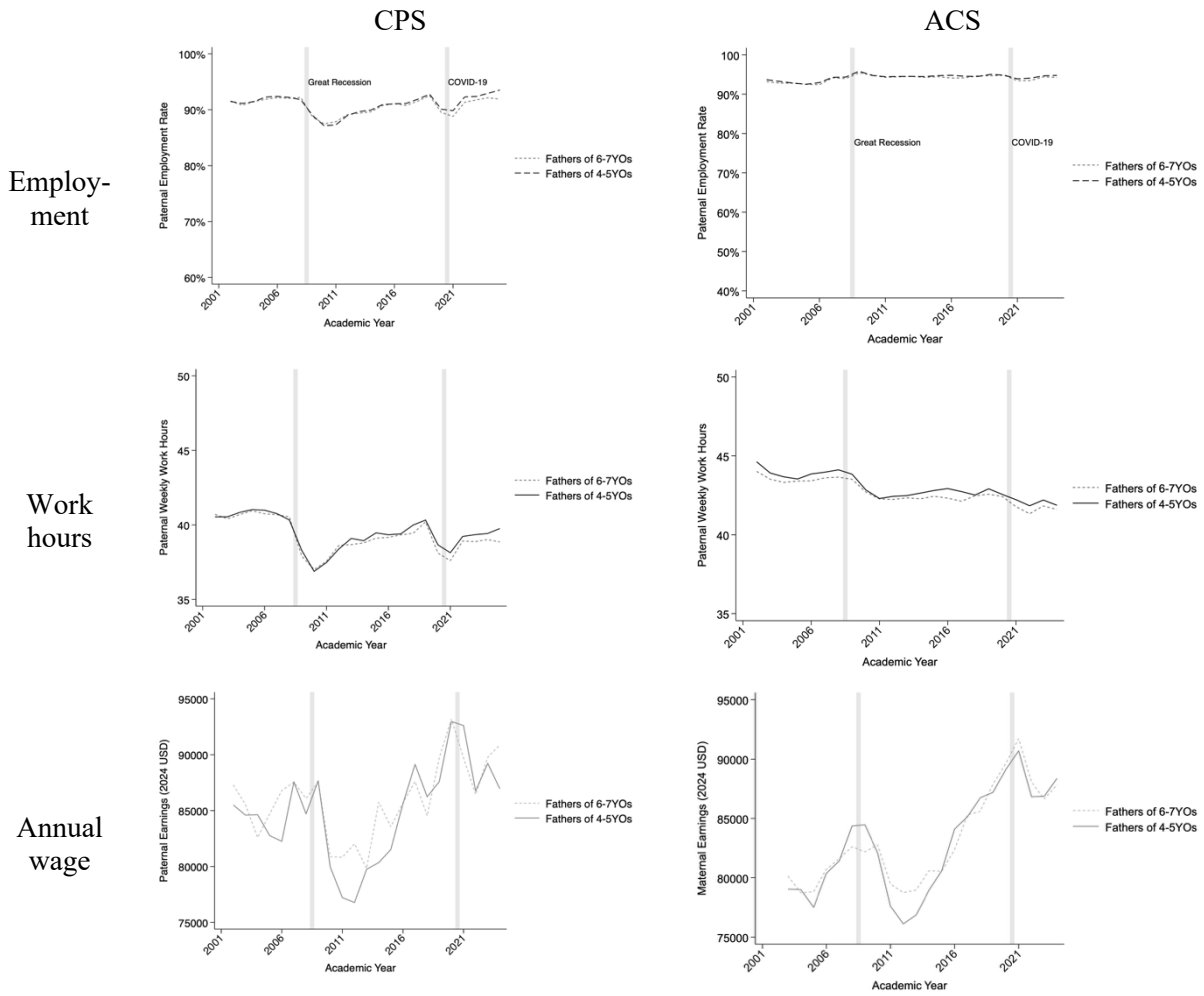 CPS
ACS
Employ-
ment
Paternal Employment Rate
100%
90%
80%
70%
60%
Great Recession
COVID-19
2001
2006
2011
2016
2021
Academic Year
Fathers of 6-7YOs
Fathers of 4-5YOs
Paternal Employment Rate
100
90%
80%
70%
60%
50%
40%
Great Recession
COVID-19
2001
2006
2011
2016
2021
Academic Year
Fathers of 6-7YOs
Fathers of 4-5YOs
Work
hours
Paternal Weekly Work Hours
50
45
40
35
2001
2006
2011
2016
2021
Academic Year
Fathers of 6-7YOs
Fathers of 4-5YOs
Paternal Weekly Work Hours
50
45
40
35
2001
2006
2011
2016
2021
Academic Year
Fathers of 6-7YOs
Fathers of 4-5YOs
Annual
wage
Paternal Earnings (2024 USD)
95000
90000
85000
80000
75000
2001
2006
2011
2016
2021
Academic Year
Fathers of 6-7YOs
Fathers of 4-5YOs
Maternal Earnings (2024 USD)
95000
90000
85000
80000
75000
2001
2006
2011
2016
2021
Academic Year
Fathers of 6-7YOs
Fathers of 4-5YOs